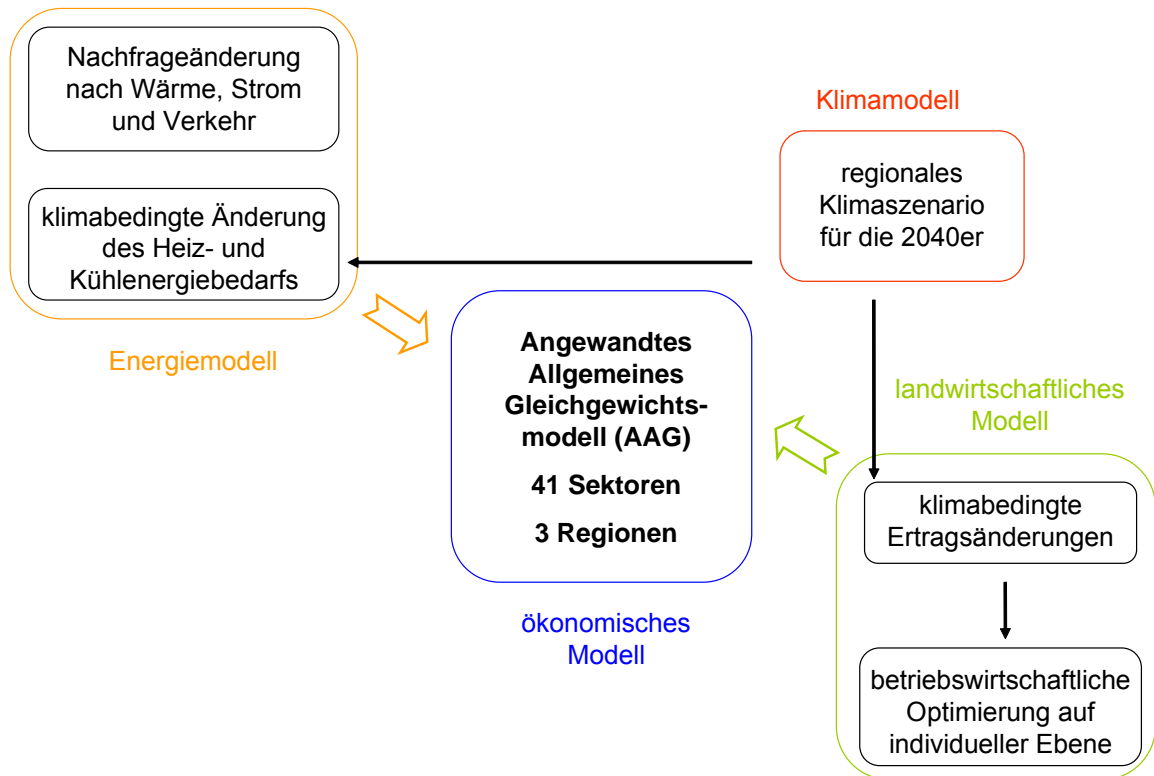 Nachfrageänderung
nach Wärme, Strom
und Verkehr
klimabedingte Änderung
des Heiz- und
Kühlenergiebedarfs
Energiemodell
Klimamodell
regionales
Klimaszenario
für die 2040er
Angewandtes
Allgemeines
Gleichgewichts-
modell (AAG)
41 Sektoren
3 Regionen
ökonomisches
Modell
landwirtschaftliches
Modell
klimabedingte
Ertragsänderungen
betriebswirtschaftliche
Optimierung auf
individueller Ebene